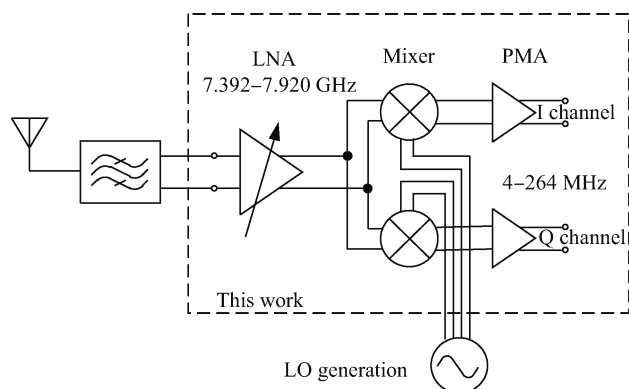 LNA
7.392–7.920 GHz
Mixer
PMA
I channel
4–264 MHz
Q channel
This work
LO generation